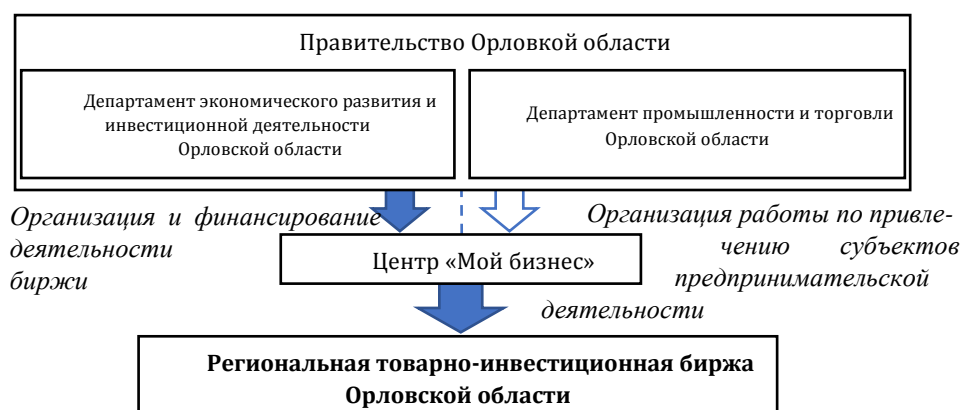 Правительство Орловкой области
Департамент экономического развития и
инвестиционной деятельности
Орловской области
Департамент промышленности и торговли
Орловской области
Организация и финансирование
деятельности
биржи
Организация работы по привле-
чению субъектов
предпринимательской
деятельности
Центр «Мой бизнес»
Региональная товарно-инвестиционная биржа
Орловской области